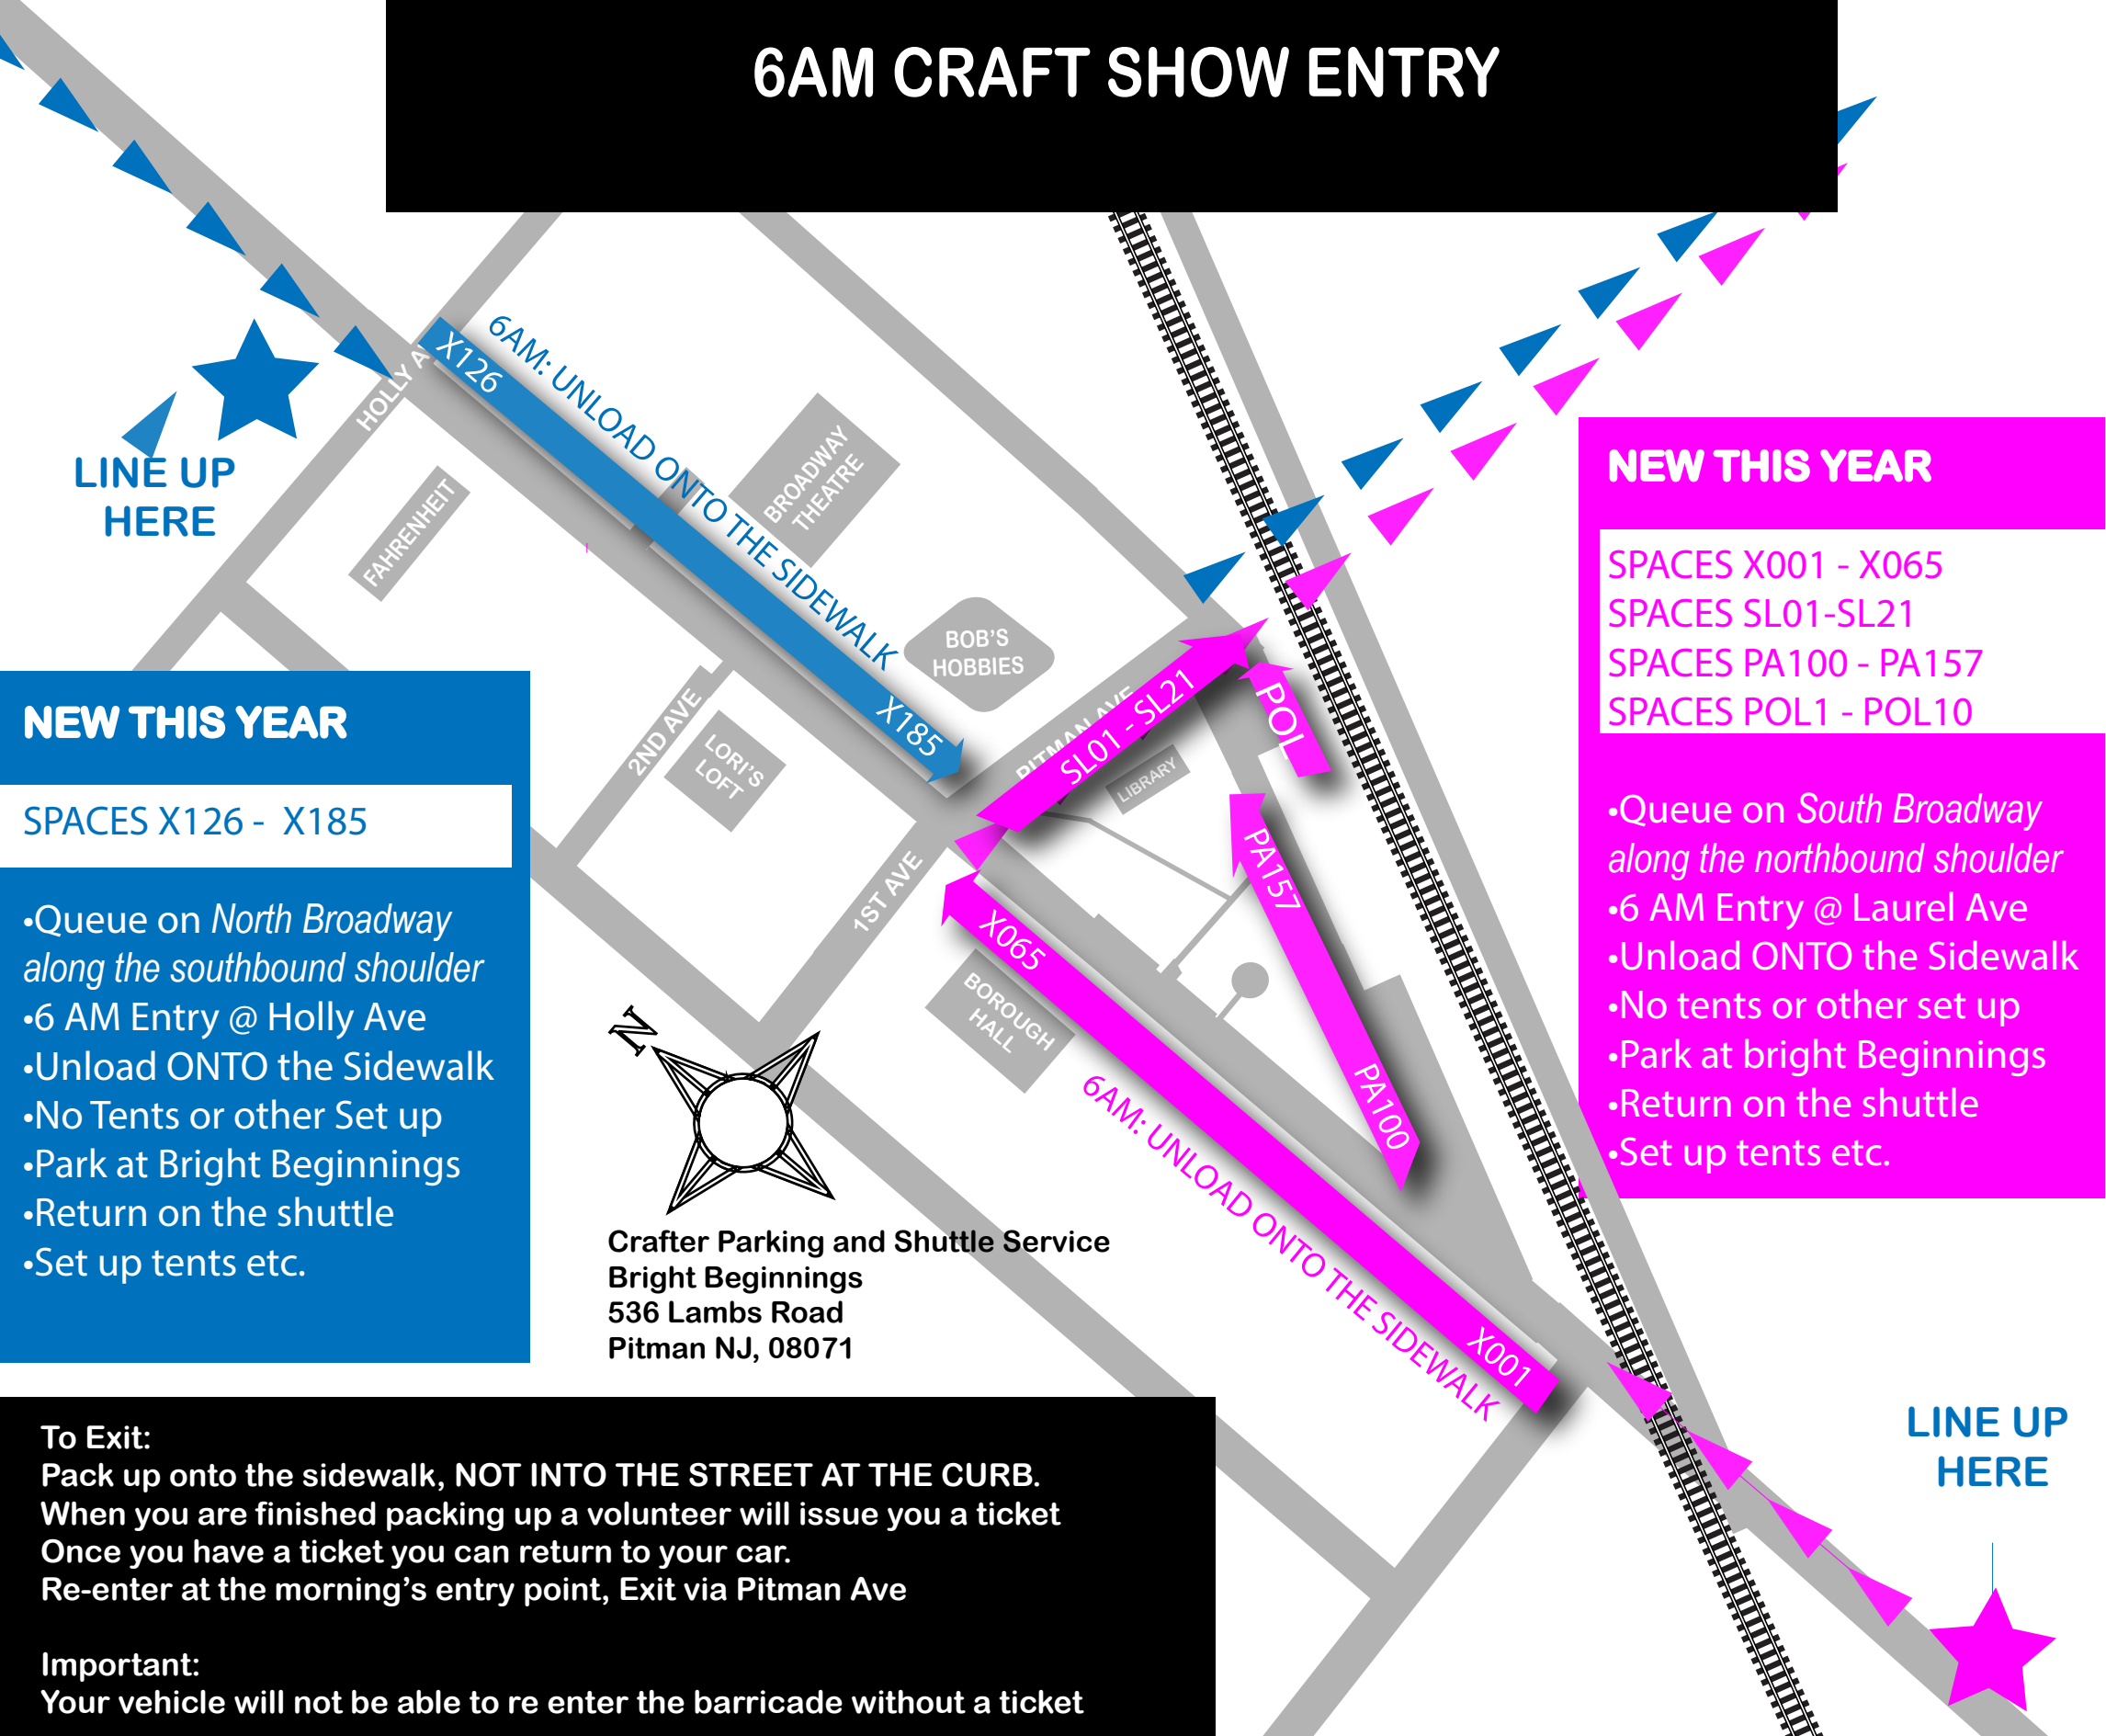 6AM CRAFT SHOW ENTRY
HOLLY A
X126
6AM: UNLOAD ONTO THE SIDEWALK
X185
BROADWAY
THEATRE
FAHRENHEIT
LINE UP
HERE
BOB'S
HOBBIES
2ND AVE
LORI'S
LOFT
PITMAN AVE
SL01 - SL21
POL
LIBRARY
PA157
PA100
1ST AVE
X065
BOROUGH
HALL
6AM: UNLOAD ONTO THE SIDEWALK
X001
NEW THIS YEAR
SPACES X126 - X185
•Queue on North Broadway
along the southbound shoulder
•6 AM Entry @ Holly Ave
•Unload ONTO the Sidewalk
•No Tents or other Set up
•Park at Bright Beginnings
•Return on the shuttle
•Set up tents etc.
NEW THIS YEAR
SPACES X001 - X065
SPACES SL01-SL21
SPACES PA100 - PA157
SPACES POL1 - POL10
•Queue on South Broadway
along the northbound shoulder
•6 AM Entry @ Laurel Ave
•Unload ONTO the Sidewalk
•No tents or other set up
•Park at bright Beginnings
•Return on the shuttle
•Set up tents etc.
N
Crafter Parking and Shuttle Service
Bright Beginnings
536 Lambs Road
Pitman NJ, 08071
LINE UP
HERE
To Exit:
Pack up onto the sidewalk, NOT INTO THE STREET AT THE CURB.
When you are finished packing up a volunteer will issue you a ticket
Once you have a ticket you can return to your car.
Re-enter at the morning's entry point, Exit via Pitman Ave
Important:
Your vehicle will not be able to re enter the barricade without a ticket